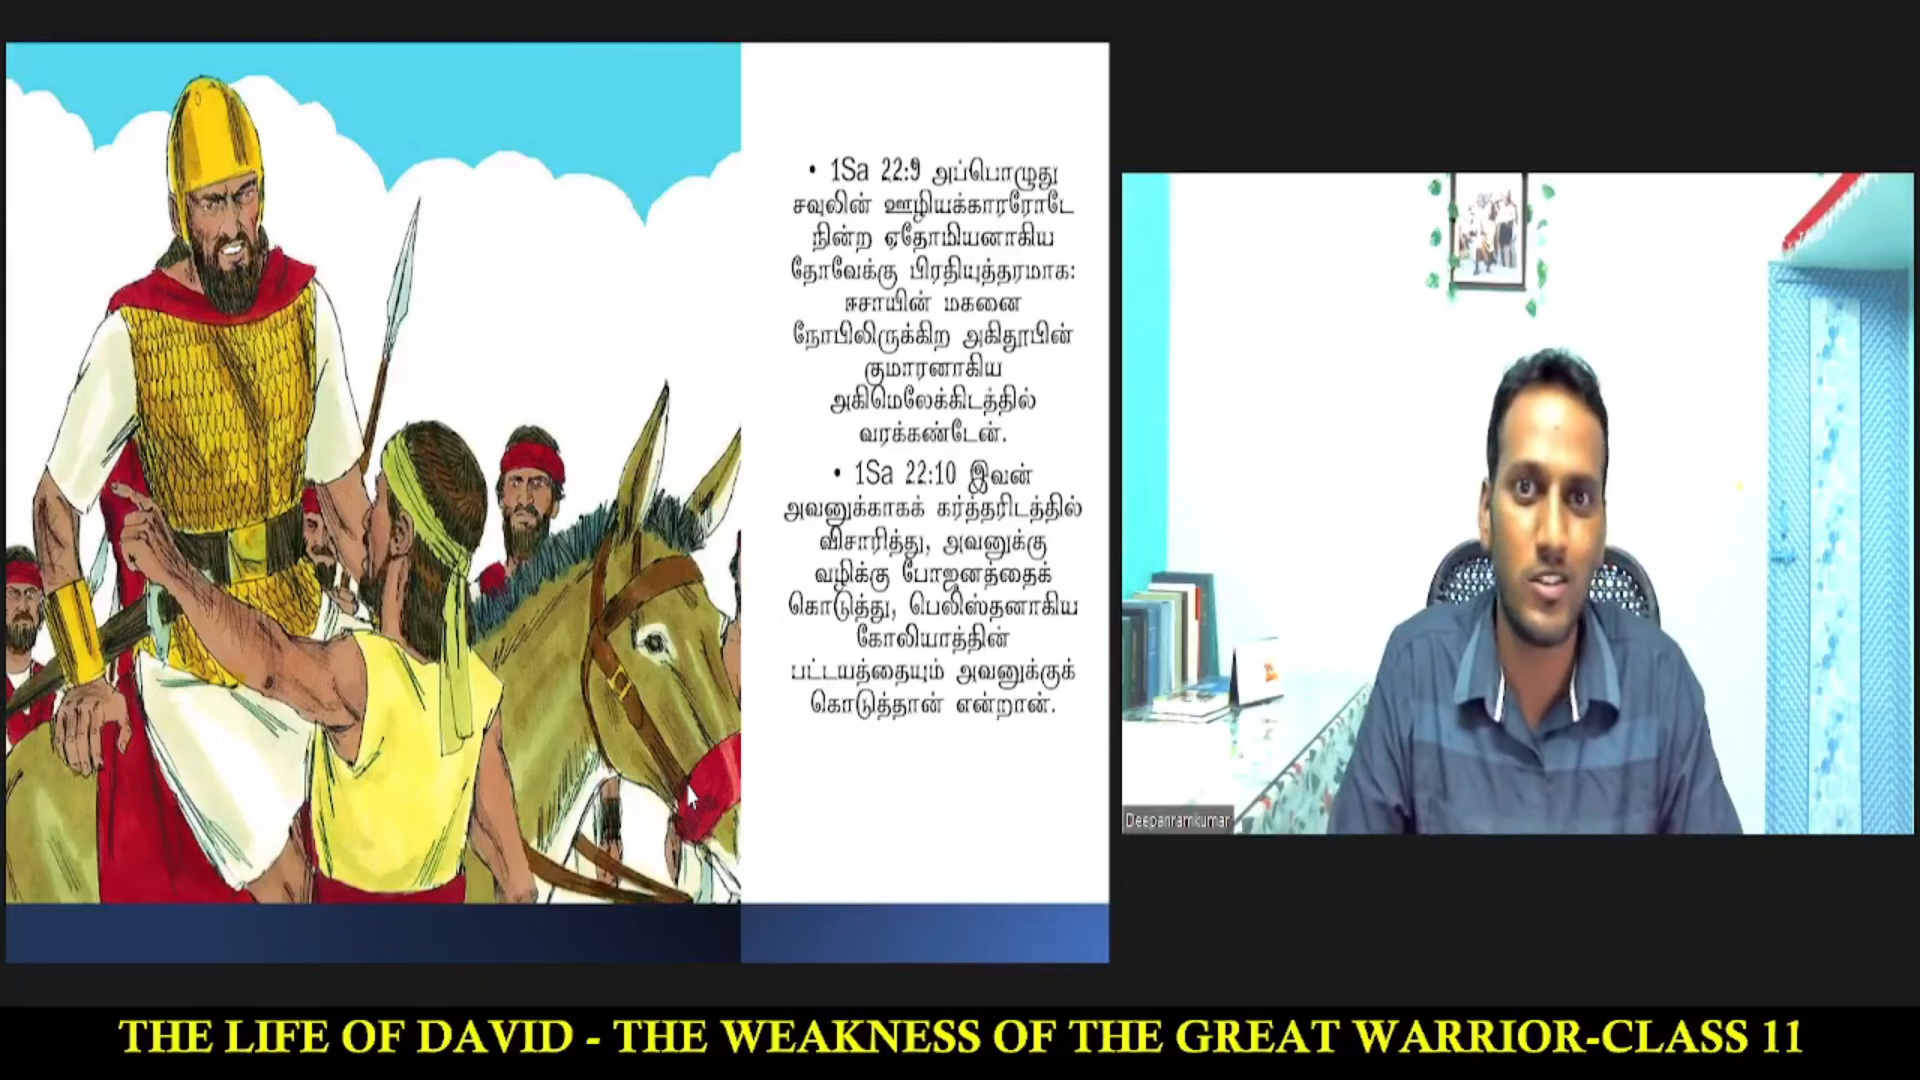 • 1Sa 22:9 அப்பொழுது
சவுலின் ஊழியக்காரரோடே
நின்ற ஏதோமியனாகிய
தோவேக்கு பிரதியுத்தரமாக:
ஈசாயின் மகனை
நோபிலிருக்கிற அகிதூபின்
குமாரனாகிய
அகிமெலேக்கிடத்தில்
வரக்கண்டேன்.
• 1Sa 22:10 இவன்
அவனுக்காகக் கர்த்தரிடத்தில்
விசாரித்து, அவனுக்கு
வழிக்கு போஜனத்தைக்
கொடுத்து, பெலிஸ்தனாகிய
கோலியாத்தின்
பட்டயத்தையும் அவனுக்குக்
கொடுத்தான் என்றான்.
Deepanramkumar
THE LIFE OF DAVID - THE WEAKNESS OF THE GREAT WARRIOR-CLASS 11